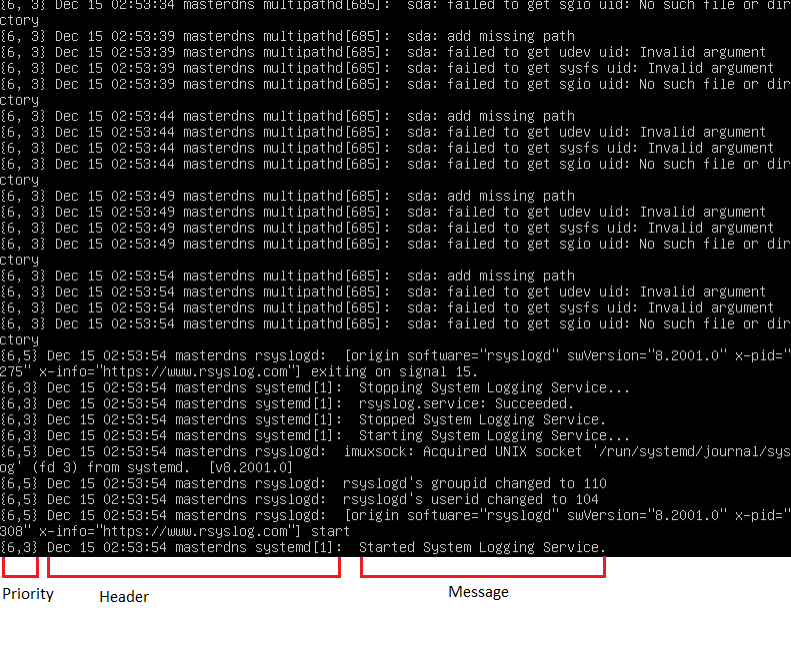 {6, 3} Dec 15 02:53:34 masterdns multipathd[685]:  sda: failed to get sgio uid: No such file or dir
ctory
{6, 3} Dec 15 02:53:39 masterdns multipathd[685]:  sda: add missing path
{6, 3} Dec 15 02:53:39 masterdns multipathd[685]:  sda: failed to get udev uid: Invalid argument
{6, 3} Dec 15 02:53:39 masterdns multipathd[685]:  sda: failed to get sysfs uid: Invalid argument
{6, 3} Dec 15 02:53:39 masterdns multipathd[685]:  sda: failed to get sgio uid: No such file or dir
ctory
{6, 3} Dec 15 02:53:44 masterdns multipathd[685]:  sda: add missing path
{6, 3} Dec 15 02:53:44 masterdns multipathd[685]:  sda: failed to get udev uid: Invalid argument
{6, 3} Dec 15 02:53:44 masterdns multipathd[685]:  sda: failed to get sysfs uid: Invalid argument
{6, 3} Dec 15 02:53:44 masterdns multipathd[685]:  sda: failed to get sgio uid: No such file or dir
ctory
{6, 3} Dec 15 02:53:49 masterdns multipathd[685]:  sda: add missing path
{6, 3} Dec 15 02:53:49 masterdns multipathd[685]:  sda: failed to get udev uid: Invalid argument
{6, 3} Dec 15 02:53:49 masterdns multipathd[685]:  sda: failed to get sysfs uid: Invalid argument
{6, 3} Dec 15 02:53:49 masterdns multipathd[685]:  sda: failed to get sgio uid: No such file or dir
ctory
{6, 3} Dec 15 02:53:54 masterdns multipathd[685]:  sda: add missing path
{6, 3} Dec 15 02:53:54 masterdns multipathd[685]:  sda: failed to get udev uid: Invalid argument
{6, 3} Dec 15 02:53:54 masterdns multipathd[685]:  sda: failed to get sysfs uid: Invalid argument
{6, 3} Dec 15 02:53:54 masterdns multipathd[685]:  sda: failed to get sgio uid: No such file or dir
ctory
{6,5} Dec 15 02:53:54 masterdns rsyslogd:  [origin software="rsyslogd" swVersion="8.2001.0" x-pid="
275" x-info="https://www.rsyslog.com"] exiting on signal 15.
{6,3} Dec 15 02:53:54 masterdns systemd[1]:  Stopping System Logging Service...
{6,3} Dec 15 02:53:54 masterdns systemd[1]:  rsyslog.service: Succeeded.
{6,3} Dec 15 02:53:54 masterdns systemd[1]:  Stopped System Logging Service.
{6,3} Dec 15 02:53:54 masterdns systemd[1]:  Starting System Logging Service...
{6,5} Dec 15 02:53:54 masterdns rsyslogd:  imuxsock: Acquired UNIX socket '/run/systemd/journal/sys
og' (fd 3) from systemd.  [v8.2001.0]
{6,5} Dec 15 02:53:54 masterdns rsyslogd:  rsyslogd's groupid changed to 110
{6,5} Dec 15 02:53:54 masterdns rsyslogd:  rsyslogd's userid changed to 104
{6,5} Dec 15 02:53:54 masterdns rsyslogd:  [origin software="rsyslogd" swVersion="8.2001.0" x-pid="
308" x-info="https://www.rsyslog.com"] start
{6,3} Dec 15 02:53:54 masterdns systemd[1]:  Started System Logging Service.
Priority Header Message